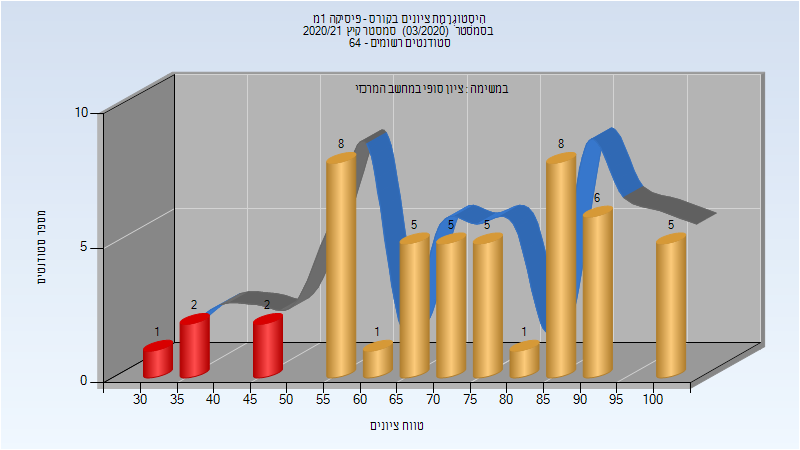 היסטוגרמת ציונים בקורס - פיסיקה 1מ
בסמסטר (03/2020) סמסטר קיץ 2020/21
סטודנטים רשומים - 64
במשימה : ציון סופי במחשב המרכזי
מספר סטודנטים
10
5
0
1
2
2
8
1
5
5
5
1
8
6
5
30 35 40 45 50 55 60 65 70 75 80 85 90 95 100
טווח ציונים